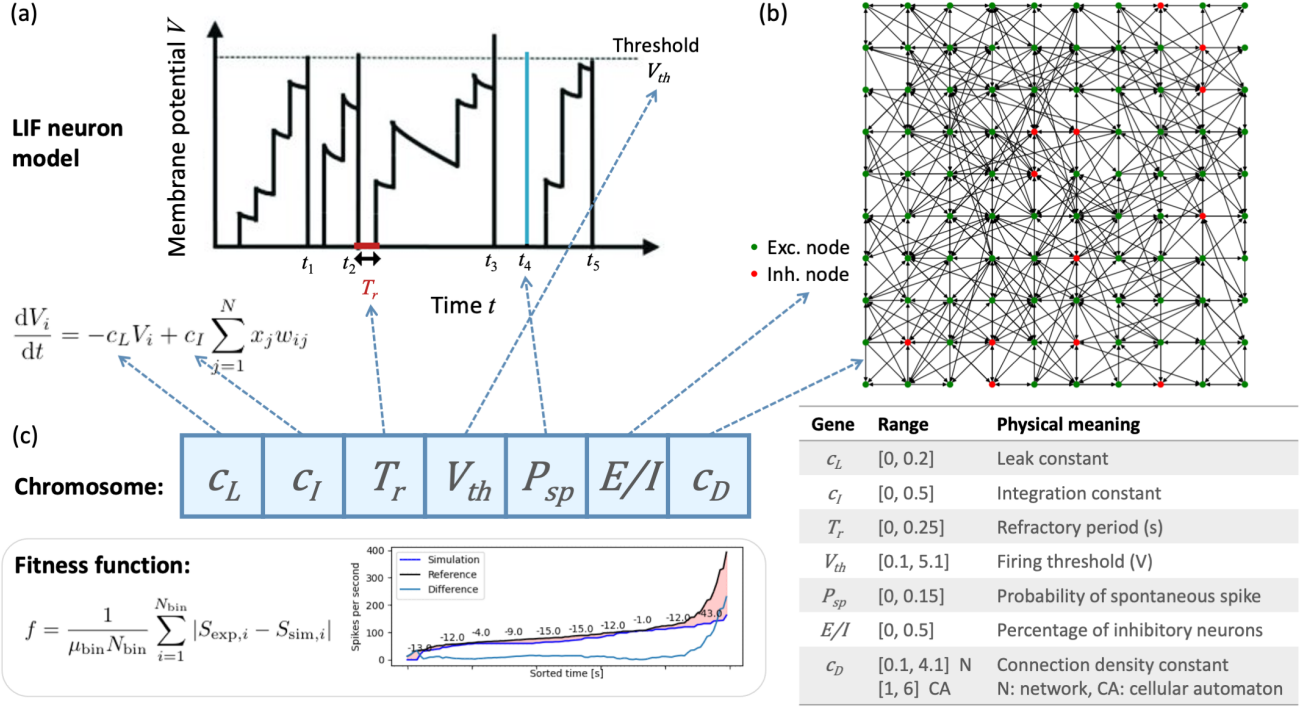 (a)
Membrane potential V
Threshold
V_th
LIF neuron
model
t_1 t_2 t_3 t_4 t_5
T_r
Time t
dV_i/dt = −c_L V_i + c_I ∑_{j=1}^{N} x_j w_ij
(b)
Exc. node
Inh. node
(c)
Chromosome:
c_L c_I T_r V_th P_sp E/I c_D
Fitness function:
f = 1/(μ_bin N_bin) ∑_{i=1}^{N_bin} |S_exp,i − S_sim,i|
Spikes per second
400
300
200
100
0
Simulation
Reference
Difference
-13.0 -12.0 -4.0 -9.0 -15.0 -15.0 -12.0 -1.0 -12.0 -43.0
Sorted time [s]
Gene Range Physical meaning
c_L [0, 0.2] Leak constant
c_I [0, 0.5] Integration constant
T_r [0, 0.25] Refractory period (s)
V_th [0.1, 5.1] Firing threshold (V)
P_sp [0, 0.15] Probability of spontaneous spike
E/I [0, 0.5] Percentage of inhibitory neurons
c_D [0.1, 4.1] N Connection density constant
[1, 6] CA N: network, CA: cellular automaton